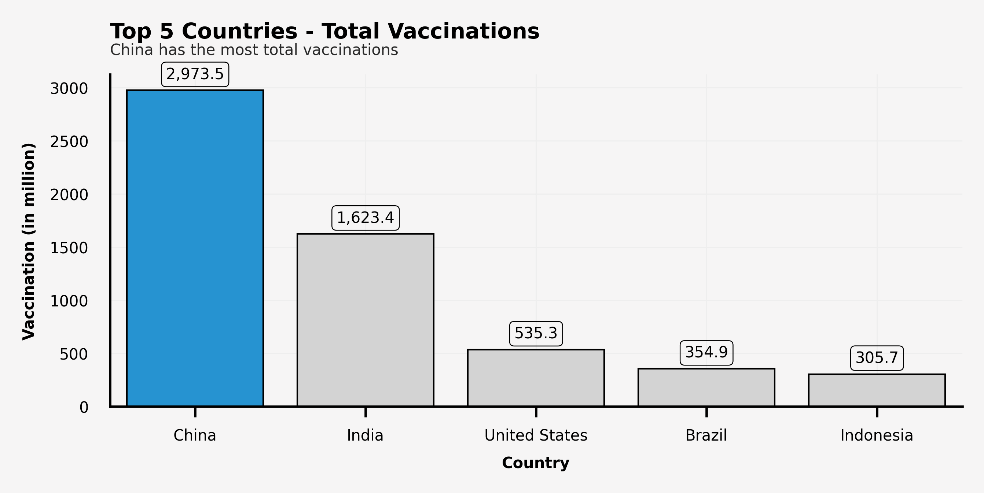 Top 5 Countries - Total Vaccinations
China has the most total vaccinations
2,973.5
3000
2500
1,623.4
2000
1500
1000
535.3
354.9
305.7
500
0
Vaccination (in million)
China India United States Brazil Indonesia
Country